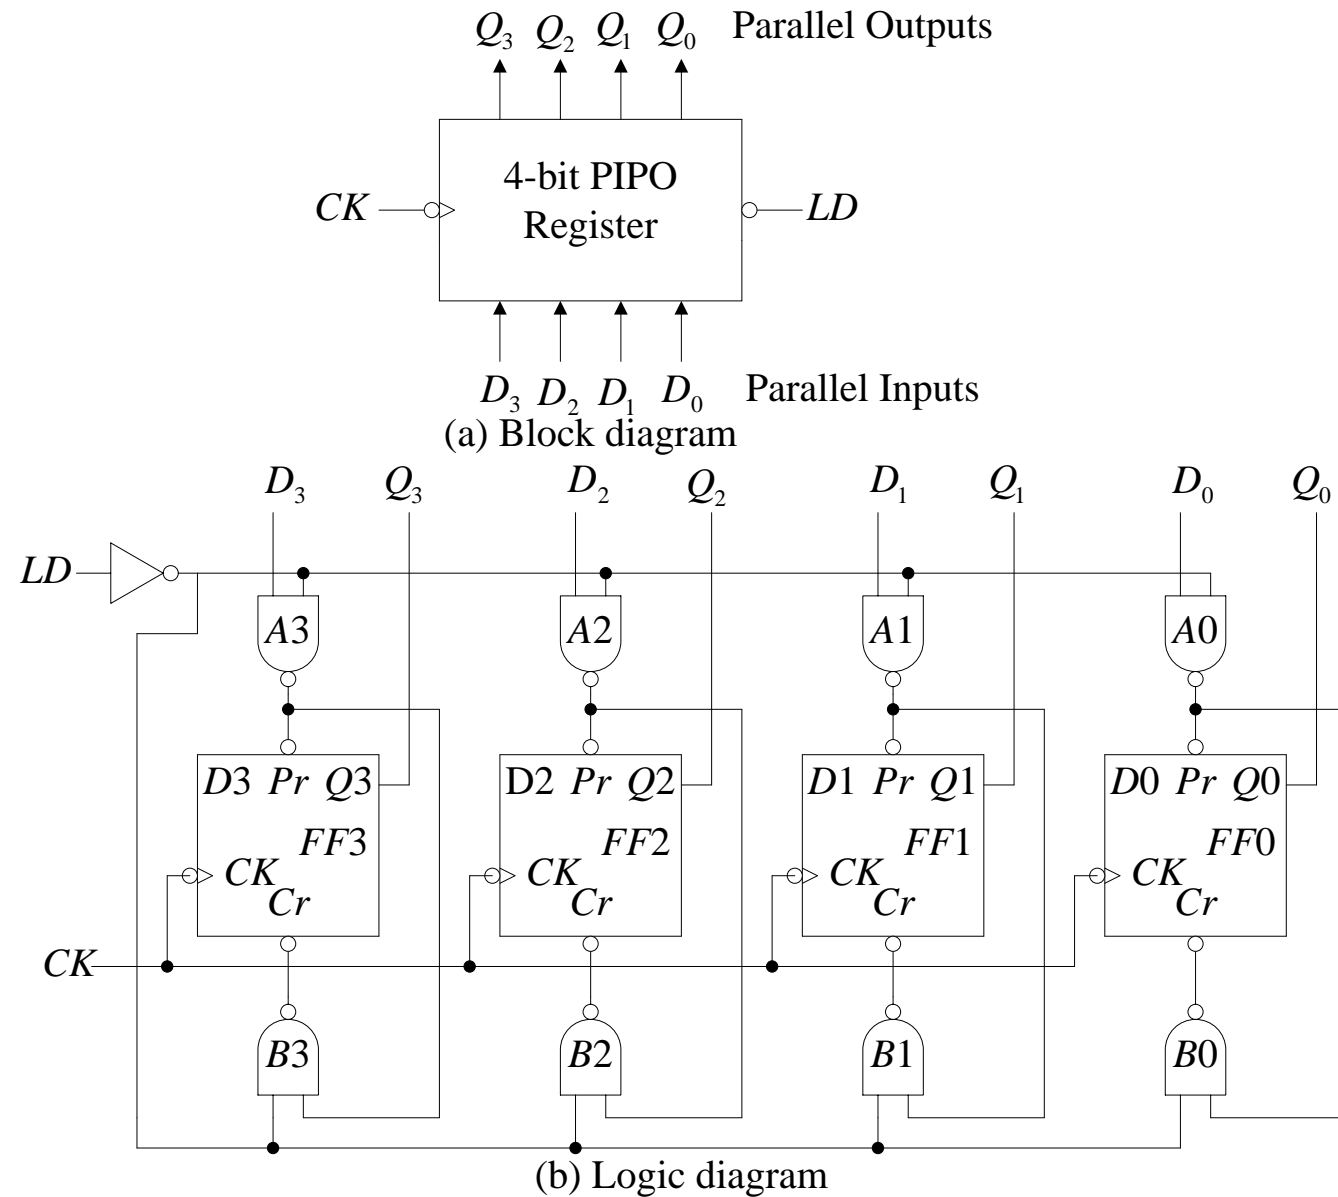 Q₃ Q₂ Q₁ Q₀ Parallel Outputs
4-bit PIPO
CK LD
Register
D₃ D₂ D₁ D₀ Parallel Inputs
(a) Block diagram
D₃ Q₃ D₂ Q₂ D₁ Q₁ D₀ Q₀
LD
A3 A2 A1 A0
D3 Pr Q3 D2 Pr Q2 D1 Pr Q1 D0 Pr Q0
FF3 FF2 FF1 FF0
CK CK CK CK
Cr Cr Cr Cr
CK
B3 B2 B1 B0
(b) Logic diagram